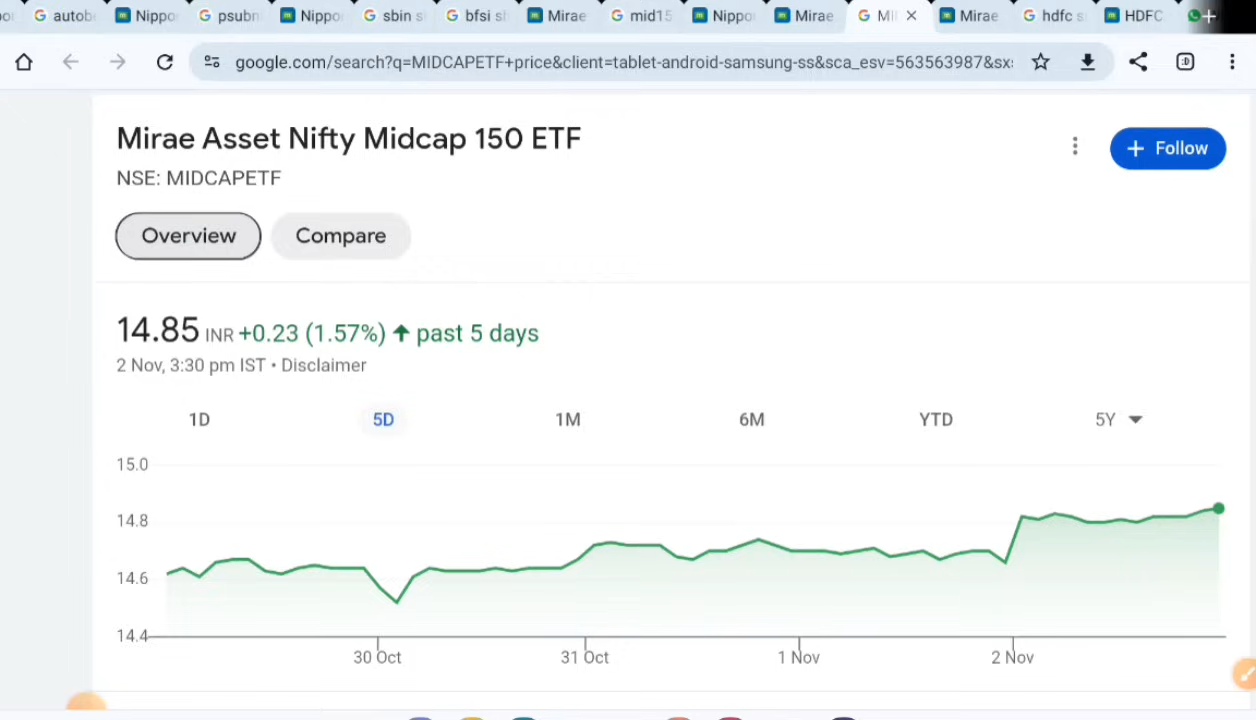 autob Nippo psubn Nippo sbin s bfsi s Mirae mid15 Nippo Mirae Mi Mirae hdfc s HDFC
google.com/search?q=MIDCAPETF+price&client=tablet-android-samsung-ss&sca_esv=563563987&sxs
Mirae Asset Nifty Midcap 150 ETF
+ Follow
NSE: MIDCAPETF
Overview Compare
14.85 INR +0.23 (1.57%) ↑ past 5 days
2 Nov, 3:30 pm IST • Disclaimer
1D 5D 1M 6M YTD 5Y
15.0
14.8
14.6
14.4
30 Oct 31 Oct 1 Nov 2 Nov